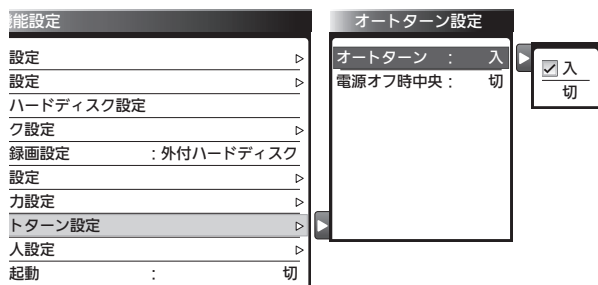 能設定
設定
設定
ハードディスク設定
ク設定
録画設定 : 外付ハードディスク
設定
力設定
トターン設定
人設定
起動 : 切
オートターン設定
オートターン : 入
電源オフ時中央 : 切
入
切